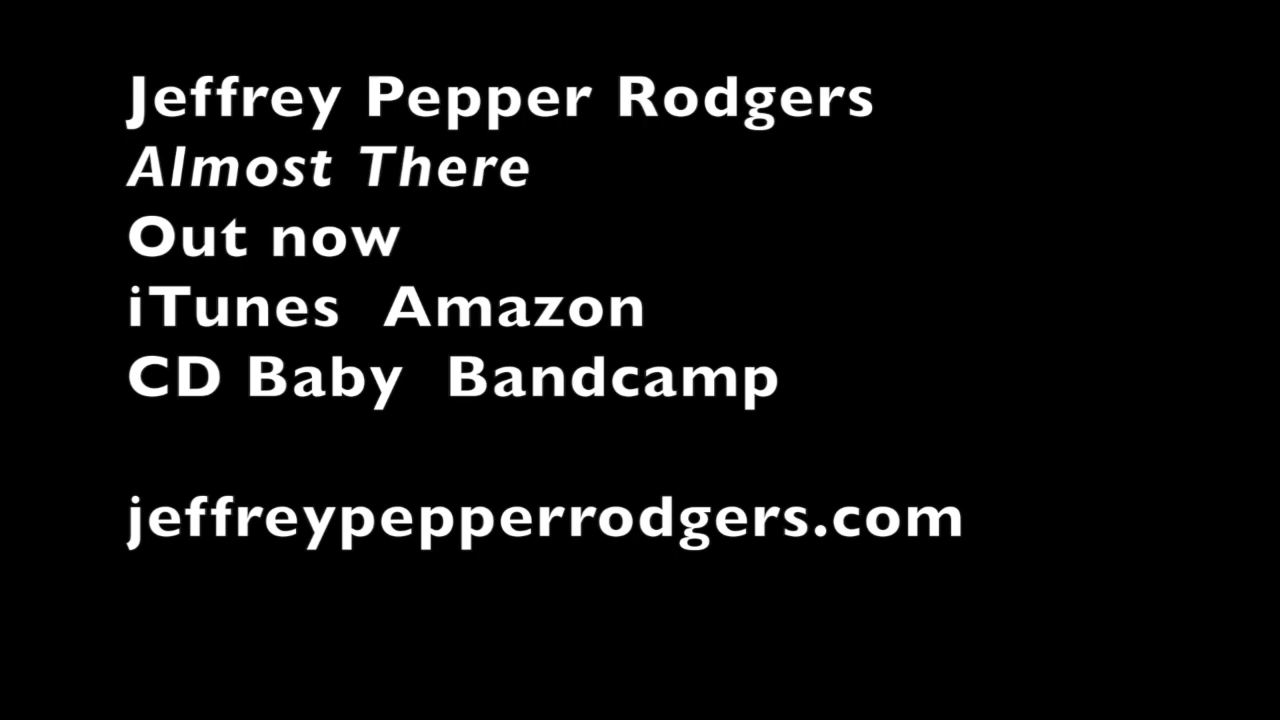 Jeffrey Pepper Rodgers
Almost There
Out now
iTunes  Amazon
CD Baby  Bandcamp
jeffreypepperrodgers.com